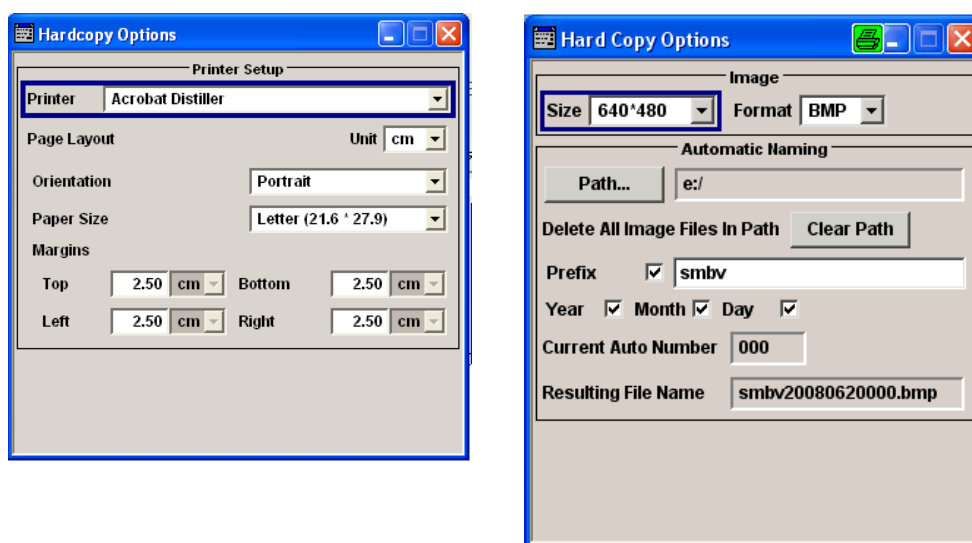 Hardcopy Options
Printer Setup
Printer Acrobat Distiller
Page Layout Unit cm
Orientation Portrait
Paper Size Letter (21.6 * 27.9)
Margins
Top 2.50 cm Bottom 2.50 cm
Left 2.50 cm Right 2.50 cm
Hard Copy Options
Image
Size 640*480 Format BMP
Automatic Naming
Path... e:/
Delete All Image Files In Path Clear Path
Prefix smbv
Year Month Day
Current Auto Number 000
Resulting File Name smbv20080620000.bmp